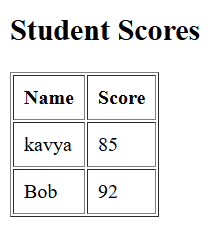 Student Scores
Name Score
kavya 85
Bob 92